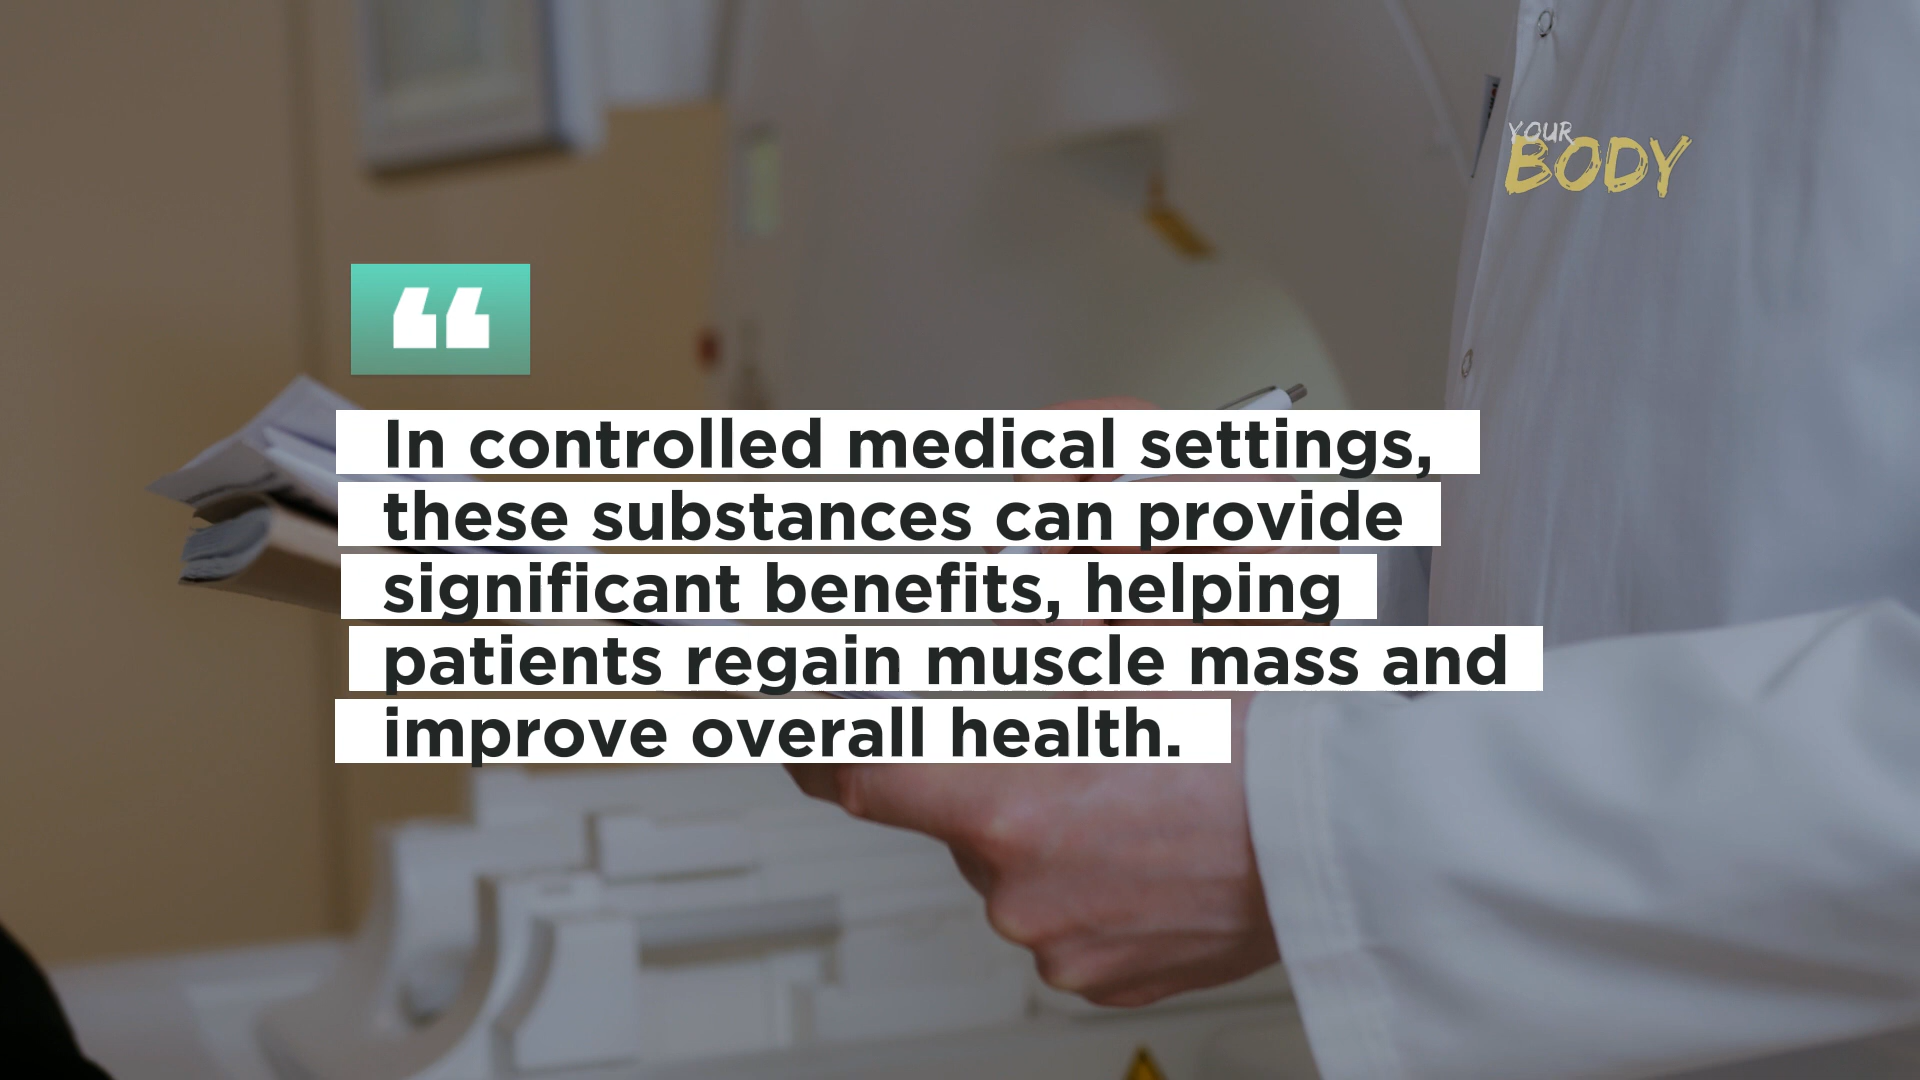 YOUR
BODY
❝
In controlled medical settings,
these substances can provide
significant benefits, helping
patients regain muscle mass and
improve overall health.